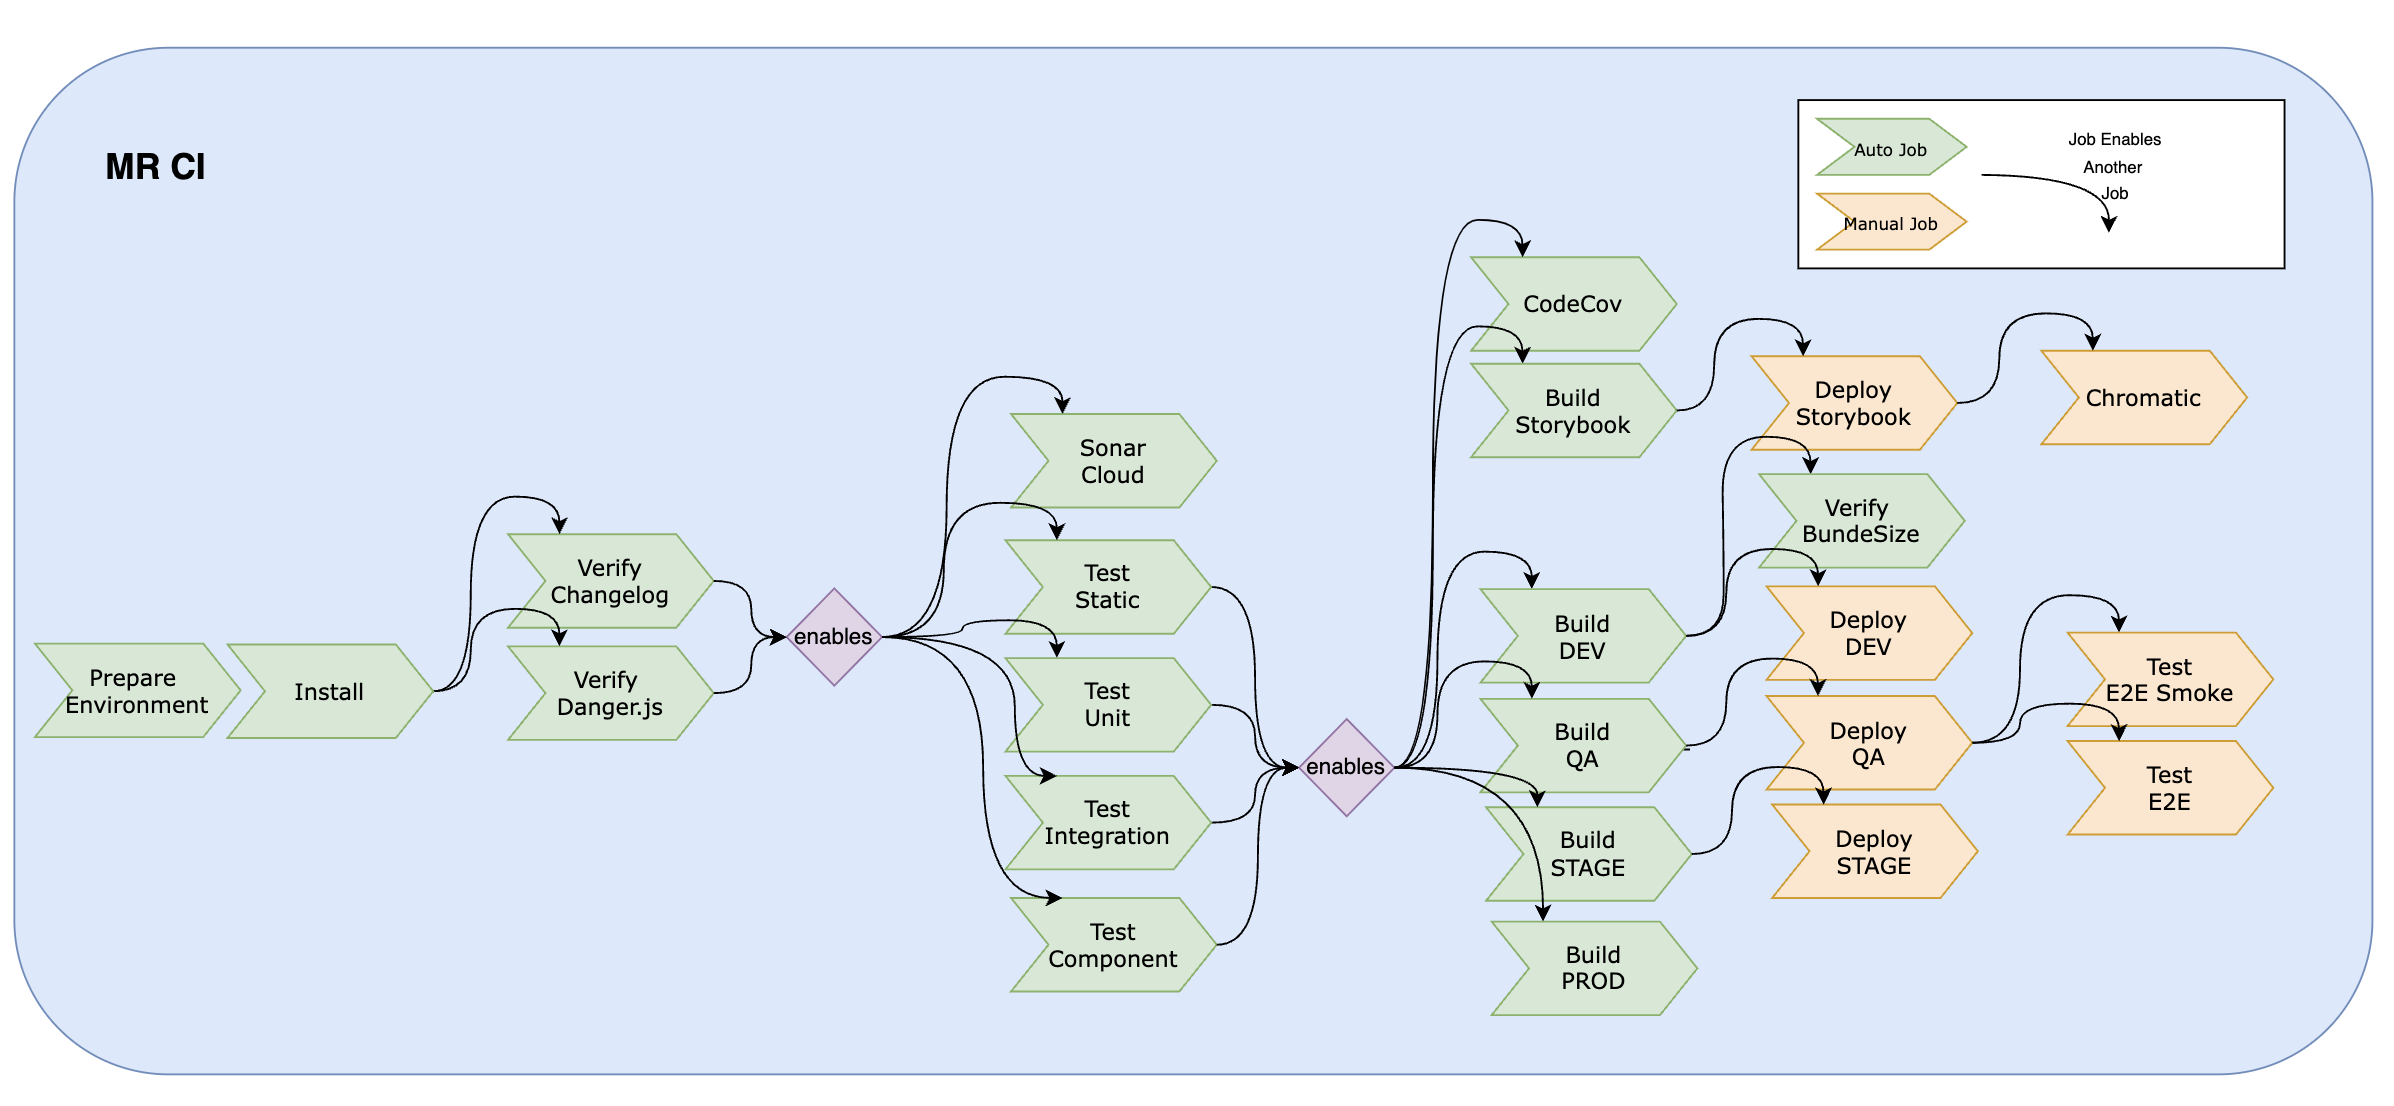 MR CI
Auto Job
Manual Job
Job Enables
Another
Job
Prepare
Environment
Install
Verify
Changelog
Verify
Danger.js
enables
Sonar
Cloud
Test
Static
Test
Unit
Test
Integration
Test
Component
enables
CodeCov
Build
Storybook
Build
DEV
Build
QA
Build
STAGE
Build
PROD
Deploy
Storybook
Verify
BundeSize
Deploy
DEV
Deploy
QA
Deploy
STAGE
Chromatic
Test
E2E Smoke
Test
E2E